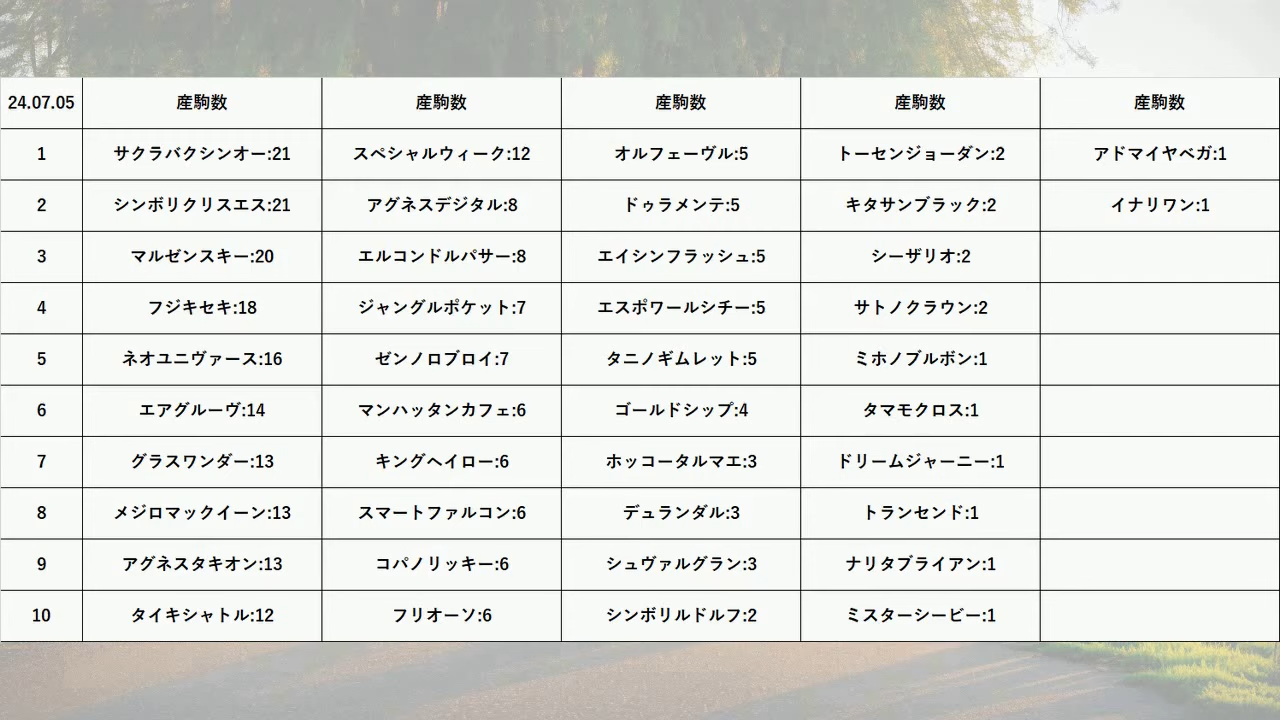 24.07.05 産駒数 産駒数 産駒数 産駒数 産駒数
1 サクラバクシンオー:21 スペシャルウィーク:12 オルフェーヴル:5 トーセンジョーダン:2 アドマイヤベガ:1
2 シンボリクリスエス:21 アグネスデジタル:8 ドゥラメンテ:5 キタサンブラック:2 イナリワン:1
3 マルゼンスキー:20 エルコンドルパサー:8 エイシンフラッシュ:5 シーザリオ:2
4 フジキセキ:18 ジャングルポケット:7 エスポワールシチー:5 サトノクラウン:2
5 ネオユニヴァース:16 ゼンノロブロイ:7 タニノギムレット:5 ミホノブルボン:1
6 エアグルーヴ:14 マンハッタンカフェ:6 ゴールドシップ:4 タマモクロス:1
7 グラスワンダー:13 キングヘイロー:6 ホッコータルマエ:3 ドリームジャーニー:1
8 メジロマックイーン:13 スマートファルコン:6 デュランダル:3 トランセンド:1
9 アグネスタキオン:13 コパノリッキー:6 シュヴァルグラン:3 ナリタブライアン:1
10 タイキシャトル:12 フリオーソ:6 シンボリルドルフ:2 ミスターシービー:1